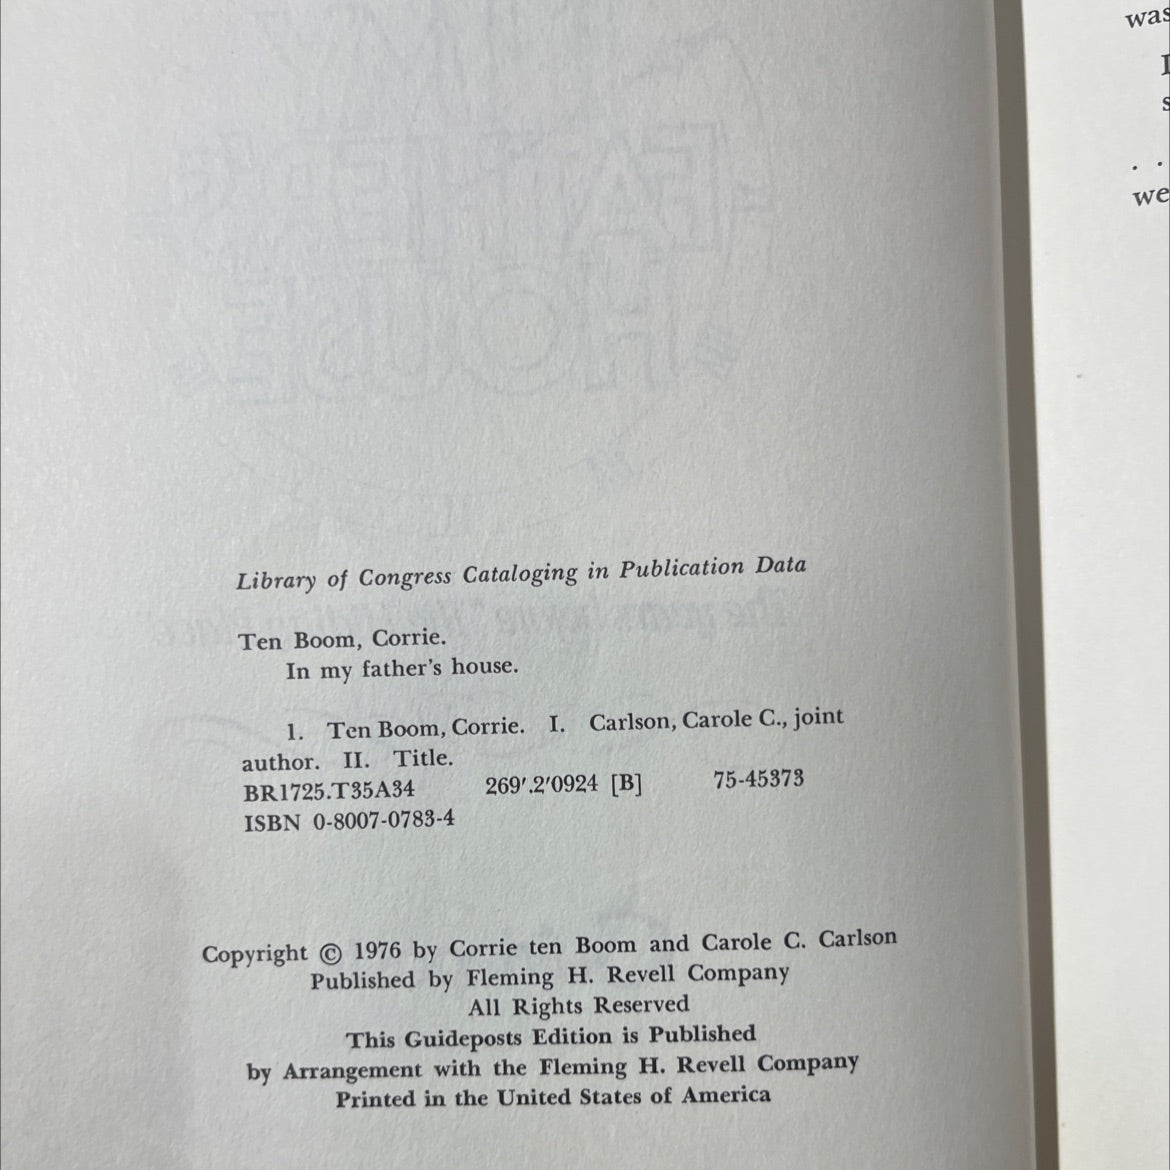 Library of Congress Cataloging in Publication Data
Ten Boom, Corrie.
In my father's house.
1. Ten Boom, Corrie. I. Carlson, Carole C., joint
author. II. Title.
BR1725.T35A34 269′.2′0924 [B] 75-45373
ISBN 0-8007-0783-4
Copyright © 1976 by Corrie ten Boom and Carole C. Carlson
Published by Fleming H. Revell Company
All Rights Reserved
This Guideposts Edition is Published
by Arrangement with the Fleming H. Revell Company
Printed in the United States of America
was
. .
we